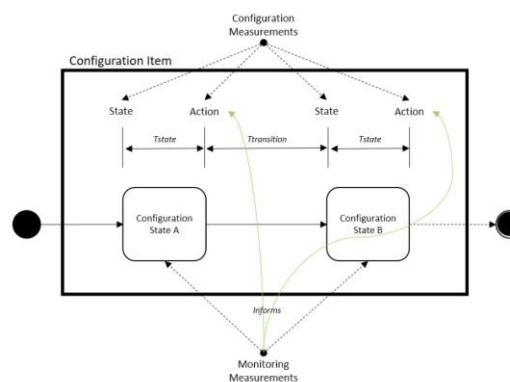 Configuration
Measurements
Configuration Item
State Action State Action
Tstate Ttransition Tstate
Configuration
State A
Configuration
State B
Informs
Monitoring
Measurements